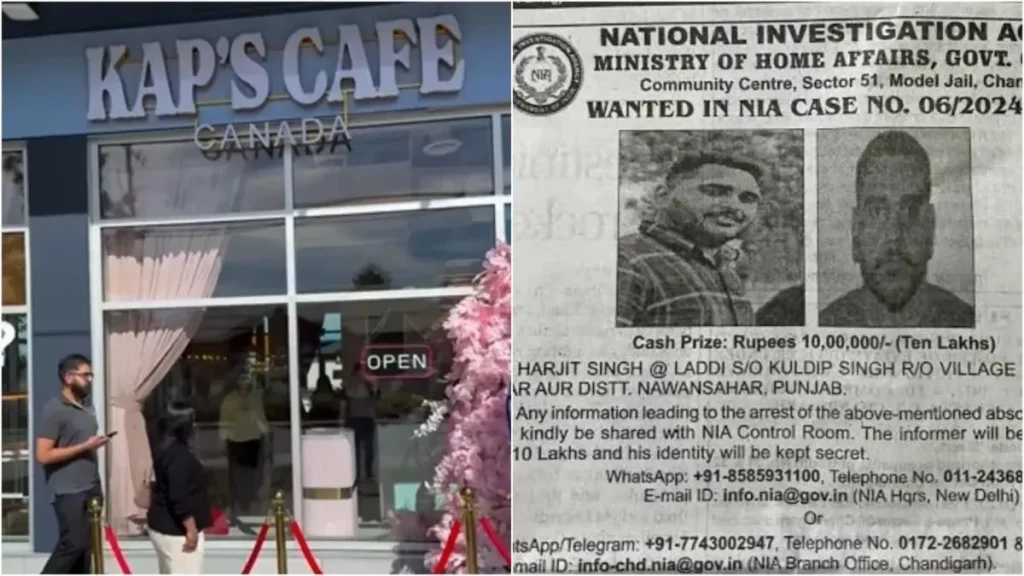 KAP'S CAFE
CANADA
OPEN
?
NATIONAL INVESTIGATION A
MINISTRY OF HOME AFFAIRS, GOVT.
Community Centre, Sector 51, Model Jail, Chan
NIA
WANTED IN NIA CASE NO. 06/2024
Cash Prize: Rupees 10,00,000/- (Ten Lakhs)
HARJIT SINGH @ LADDI S/O KULDIP SINGH R/O VILLAGE
AR AUR DISTT. NAWANSAHAR, PUNJAB.
Any information leading to the arrest of the above-mentioned absc
kindly be shared with NIA Control Room. The informer will be
10 Lakhs and his identity will be kept secret.
WhatsApp: +91-8585931100, Telephone No. 011-24368
E-mail ID: info.nia@gov.in (NIA Hqrs, New Delhi)
Or
tsApp/Telegram: +91-7743002947, Telephone No. 0172-2682901 &
mail ID: info-chd.nia@gov.in (NIA Branch Office, Chandigarh).